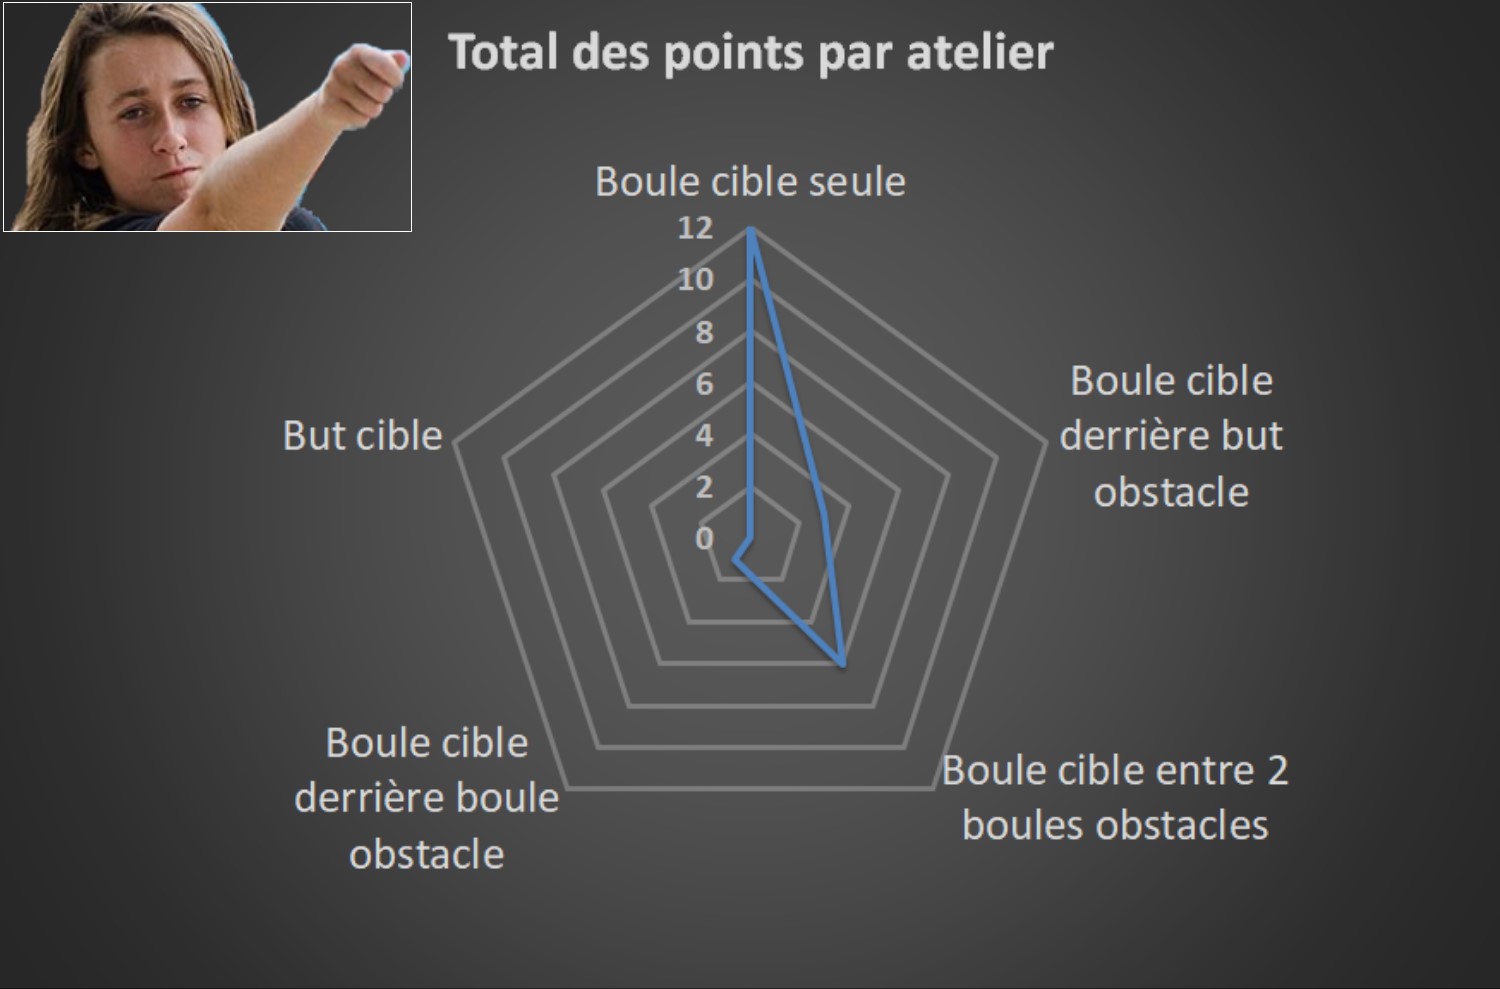 Total des points par atelier
Boule cible seule
12
10
8
6
4
2
0
Boule cible
derrière but
obstacle
But cible
Boule cible
derrière boule
obstacle
Boule cible entre 2
boules obstacles